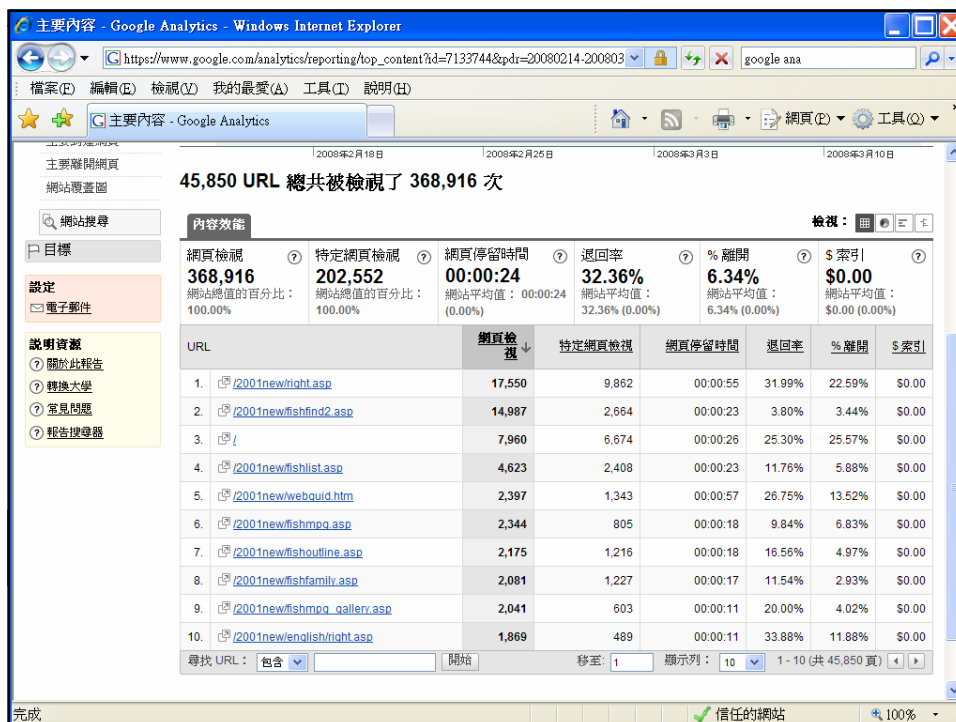 主要內容 - Google Analytics - Windows Internet Explorer
https://www.google.com/analytics/reporting/top_content?id=7133744&pdr=20080214-200803
google ana
檔案(F) 編輯(E) 檢視(V) 我的最愛(A) 工具(T) 說明(H)
主要內容 - Google Analytics
網頁(P) 工具(O)
主要離開網頁
網站覆蓋圖
網站搜尋
目標
設定
電子郵件
說明資源
關於此報告
轉換大學
常見問題
報告搜尋器
2008年2月18日 2008年2月25日 2008年3月3日 2008年3月10日
45,850 URL 總共被檢視了 368,916 次
內容效能 檢視：
網頁檢視 特定網頁檢視 網頁停留時間 退回率 % 離開 $ 索引
368,916 202,552 00:00:24 32.36% 6.34% $0.00
網站總值的百分比： 網站總值的百分比： 網站平均值： 00:00:24 網站平均值： 網站平均值： 網站平均值：
100.00% 100.00% (0.00%) 32.36% (0.00%) 6.34% (0.00%) $0.00 (0.00%)
URL 網頁檢視 特定網頁檢視 網頁停留時間 退回率 % 離開 $ 索引
1. /2001new/right.asp 17,550 9,862 00:00:55 31.99% 22.59% $0.00
2. /2001new/fishfind2.asp 14,987 2,664 00:00:23 3.80% 3.44% $0.00
3. / 7,960 6,674 00:00:26 25.30% 25.57% $0.00
4. /2001new/fishlist.asp 4,623 2,408 00:00:23 11.76% 5.88% $0.00
5. /2001new/webquid.htm 2,397 1,343 00:00:57 26.75% 13.52% $0.00
6. /2001new/fishmpg.asp 2,344 805 00:00:18 9.84% 6.83% $0.00
7. /2001new/fishoutline.asp 2,175 1,216 00:00:18 16.56% 4.97% $0.00
8. /2001new/fishfamily.asp 2,081 1,227 00:00:17 11.54% 2.93% $0.00
9. /2001new/fishmpg_gallery.asp 2,041 603 00:00:11 20.00% 4.02% $0.00
10. /2001new/english/right.asp 1,869 489 00:00:11 33.88% 11.88% $0.00
尋找 URL： 包含 開始 移至: 1 顯示列： 10 1 - 10 (共 45,850 頁)
完成 信任的網站 100%